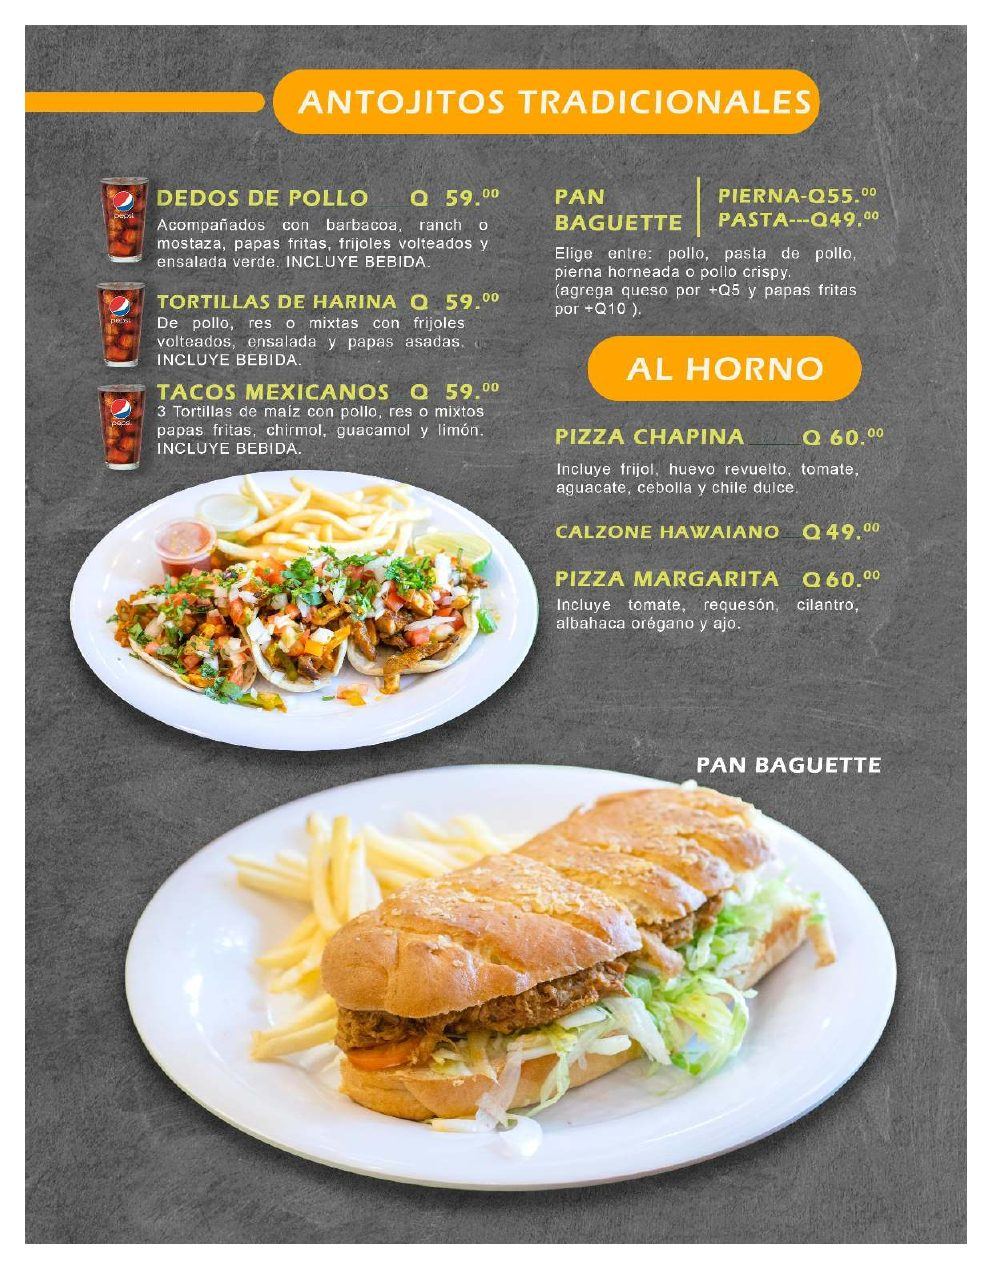 ANTOJITOS TRADICIONALES
DEDOS DE POLLO Q 59.00
Acompañados con barbacoa, ranch o
mostaza, papas fritas, frijoles volteados y
ensalada verde. INCLUYE BEBIDA.
TORTILLAS DE HARINA Q 59.00
De pollo, res o mixtas con frijoles
volteados, ensalada y papas asadas.
INCLUYE BEBIDA.
TACOS MEXICANOS Q 59.00
3 Tortillas de maíz con pollo, res o mixtos
papas fritas, chirmol, guacamol y limón.
INCLUYE BEBIDA.
pepsi
pepsi
pepsi
PAN
BAGUETTE
PIERNA-Q55.00
PASTA---Q49.00
Elige entre: pollo, pasta de pollo,
pierna horneada o pollo crispy.
(agrega queso por +Q5 y papas fritas
por +Q10 ).
AL HORNO
PIZZA CHAPINA Q 60.00
Incluye frijol, huevo revuelto, tomate,
aguacate, cebolla y chile dulce.
CALZONE HAWAIANO Q 49.00
PIZZA MARGARITA Q 60.00
Incluye tomate, requesón, cilantro,
albahaca orégano y ajo.
PAN BAGUETTE